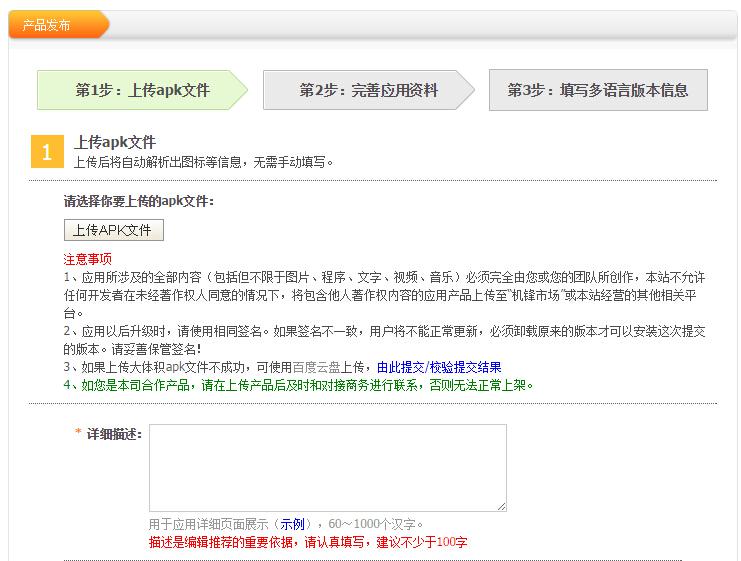 产品发布
第1步：上传apk文件
第2步：完善应用资料
第3步：填写多语言版本信息
1
上传apk文件
上传后将自动解析出图标等信息，无需手动填写。
请选择你要上传的apk文件：
上传APK文件
注意事项
1、应用所涉及的全部内容（包括但不限于图片、程序、文字、视频、音乐）必须完全由您或您的团队所创作，本站不允许
任何开发者在未经著作权人同意的情况下，将包含他人著作权内容的应用产品上传至"机锋市场"或本站经营的其他相关平
台。
2、应用以后升级时，请使用相同签名。如果签名不一致，用户将不能正常更新，必须卸载原来的版本才可以安装这次提交
的版本。请妥善保管签名!
3、如果上传大体积apk文件不成功，可使用百度云盘上传，由此提交/校验提交结果
4、如您是本司合作产品，请在上传产品后及时和对接商务进行联系，否则无法正常上架。
* 详细描述：
用于应用详细页面展示（示例），60～1000个汉字。
描述是编辑推荐的重要依据，请认真填写，建议不少于100字